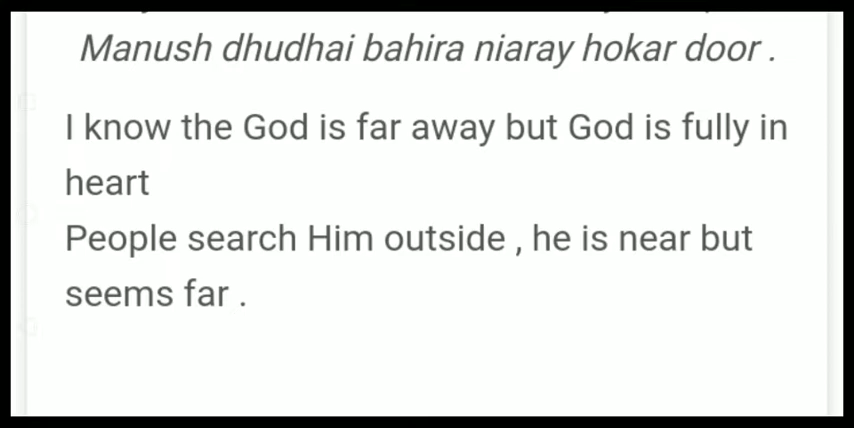 Manush dhudhai bahira niaray hokar door .
I know the God is far away but God is fully in
heart
People search Him outside , he is near but
seems far .